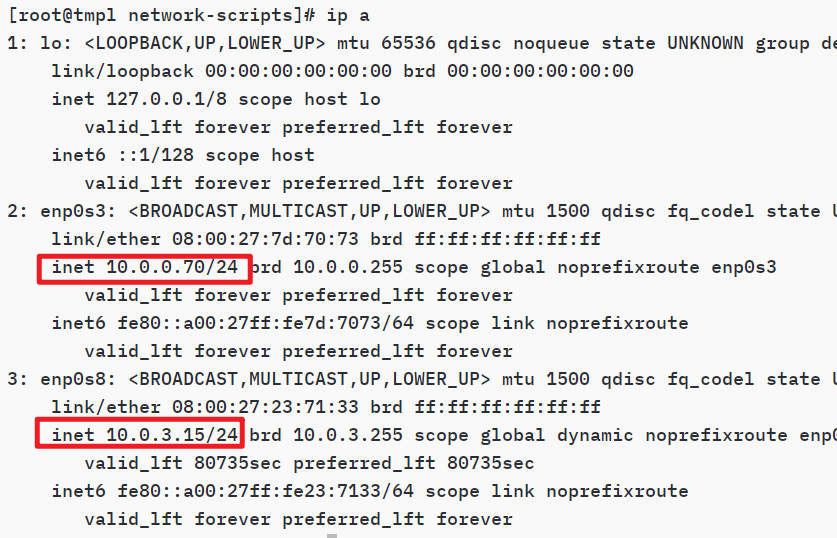 [root@tmpl network-scripts]# ip a
1: lo: <LOOPBACK,UP,LOWER_UP> mtu 65536 qdisc noqueue state UNKNOWN group de
link/loopback 00:00:00:00:00:00 brd 00:00:00:00:00:00
inet 127.0.0.1/8 scope host lo
valid_lft forever preferred_lft forever
inet6 ::1/128 scope host
valid_lft forever preferred_lft forever
2: enp0s3: <BROADCAST,MULTICAST,UP,LOWER_UP> mtu 1500 qdisc fq_codel state U
link/ether 08:00:27:7d:70:73 brd ff:ff:ff:ff:ff:ff
inet 10.0.0.70/24 brd 10.0.0.255 scope global noprefixroute enp0s3
valid_lft forever preferred_lft forever
inet6 fe80::a00:27ff:fe7d:7073/64 scope link noprefixroute
valid_lft forever preferred_lft forever
3: enp0s8: <BROADCAST,MULTICAST,UP,LOWER_UP> mtu 1500 qdisc fq_codel state U
link/ether 08:00:27:23:71:33 brd ff:ff:ff:ff:ff:ff
inet 10.0.3.15/24 brd 10.0.3.255 scope global dynamic noprefixroute enp0
valid_lft 80735sec preferred_lft 80735sec
inet6 fe80::a00:27ff:fe23:7133/64 scope link noprefixroute
valid_lft forever preferred_lft forever